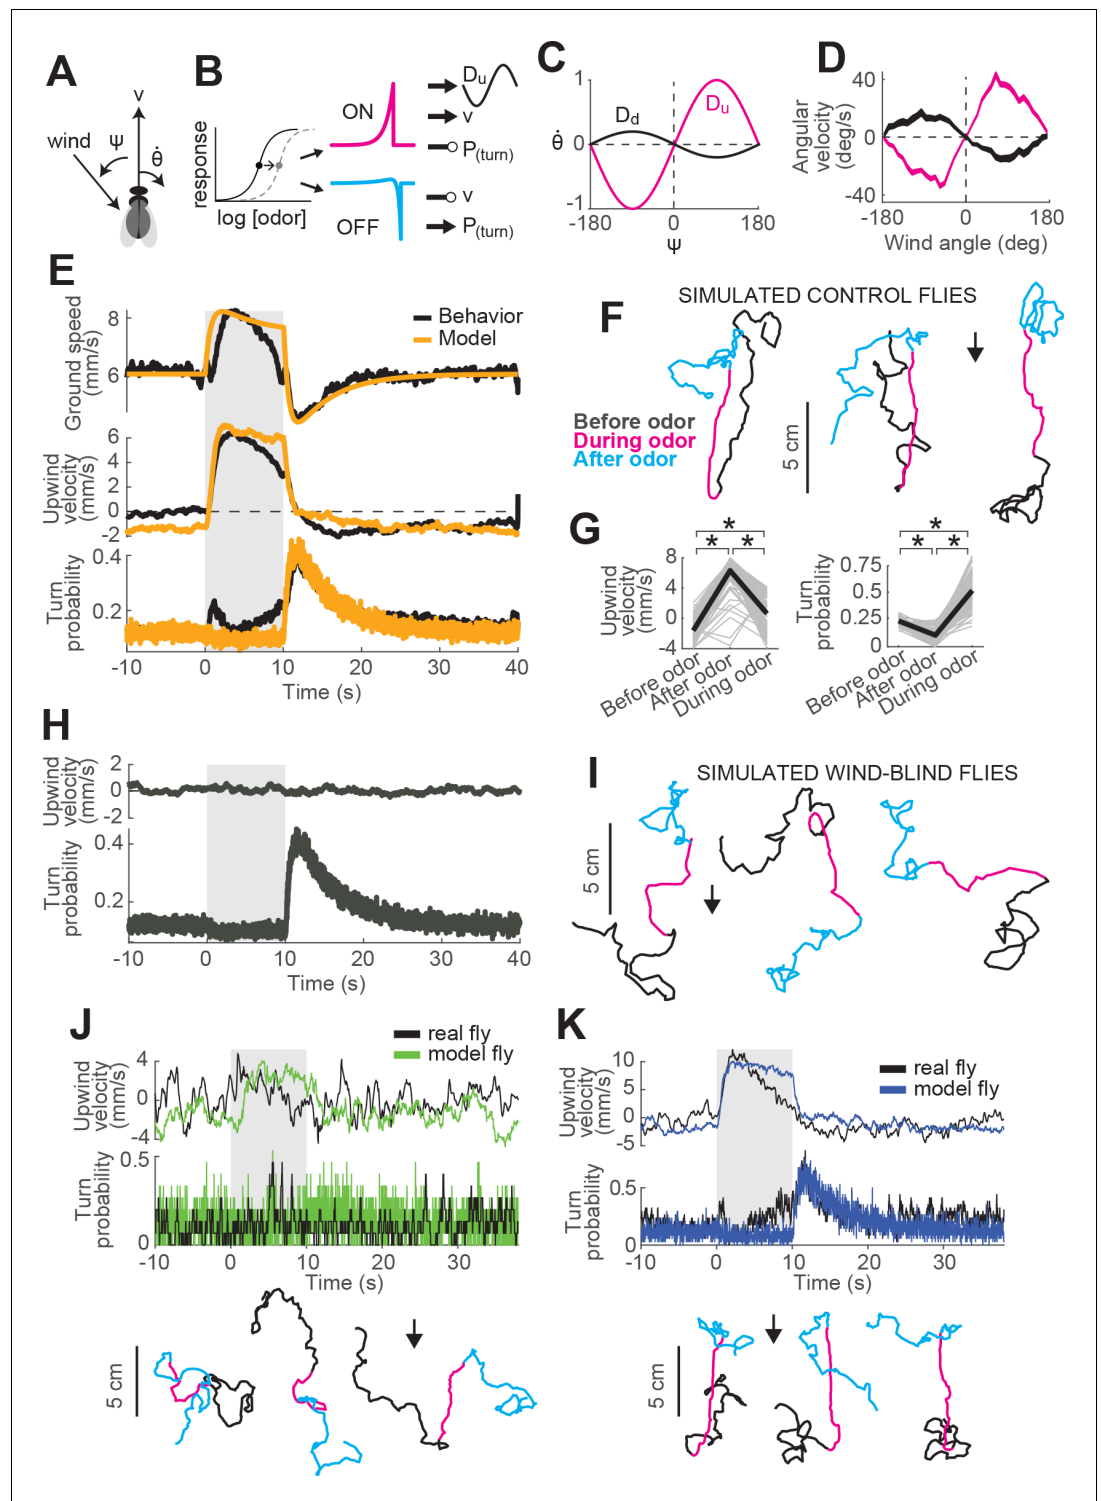 A
v
wind
ψ
θ̇
B
response
log [odor]
ON
OFF
Du
v
P(turn)
v
P(turn)
C
1
θ̇ 0
-1
Dd
Du
-180 0 180
ψ
D
Angular
velocity
(deg/s)
40
0
-40
-180 0 180
Wind angle (deg)
E
Ground speed
(mm/s)
8
6
Behavior
Model
Upwind
velocity
(mm/s)
6
4
2
0
-2
Turn
probability
0.4
0.2
-10 0 10 20 30 40
Time (s)
F
SIMULATED CONTROL FLIES
Before odor
During odor
After odor
5 cm
G
* * *
Upwind
velocity
(mm/s)
8
4
0
-4
Before odor
After odor
During odor
* * *
Turn
probability
0.75
0.25
0
Before odor
After odor
During odor
H
Upwind
velocity
(mm/s)
2
0
-2
Turn
probability
0.4
0.2
-10 0 10 20 30 40
Time (s)
I
SIMULATED WIND-BLIND FLIES
5 cm
J
real fly
model fly
Upwind
velocity
(mm/s)
4
0
-4
Turn
probability
0.5
0
-10 0 10 20 30
Time (s)
5 cm
K
real fly
model fly
Upwind
velocity
(mm/s)
10
5
0
-5
Turn
probability
0.5
0
-10 0 10 20 30
Time (s)
5 cm